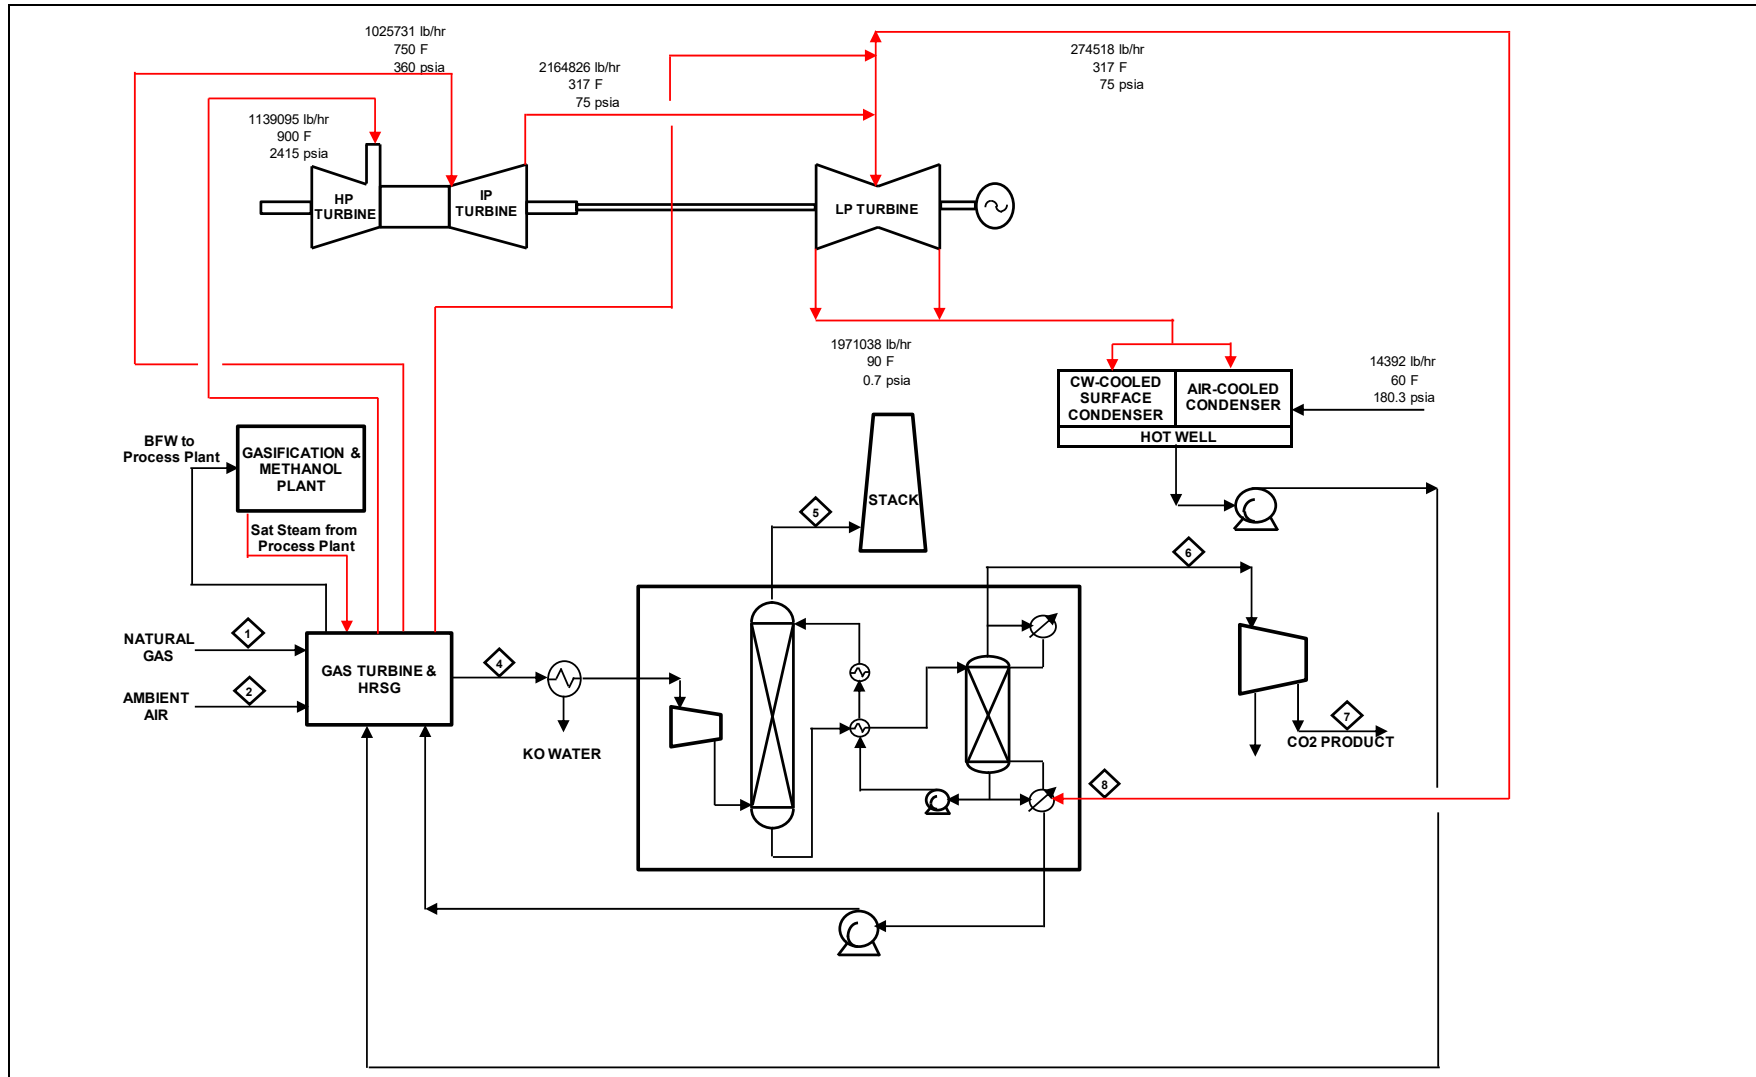 1025731 lb/hr
750 F
360 psia
2164826 lb/hr
317 F
75 psia
274518 lb/hr
317 F
75 psia
1139095 lb/hr
900 F
2415 psia
HP
TURBINE
IP
TURBINE
LP TURBINE
1971038 lb/hr
90 F
0.7 psia
14392 lb/hr
60 F
180.3 psia
CW-COOLED
SURFACE
CONDENSER
AIR-COOLED
CONDENSER
HOT WELL
BFW to
Process Plant
GASIFICATION &
METHANOL
PLANT
STACK
Sat Steam from
Process Plant
5
6
NATURAL
GAS
1
AMBIENT
AIR
2
GAS TURBINE &
HRSG
4
KO WATER
7
CO2 PRODUCT
8